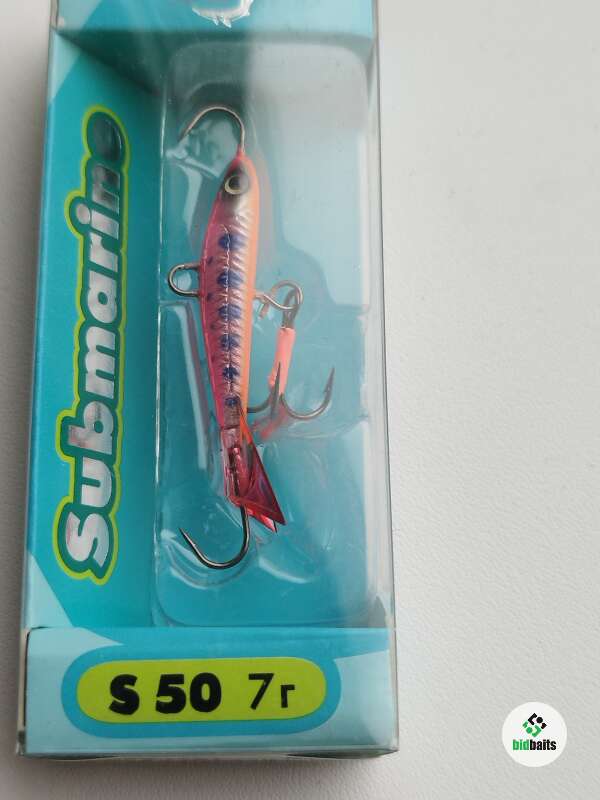 Submarine
S 50 7г
bidbaits